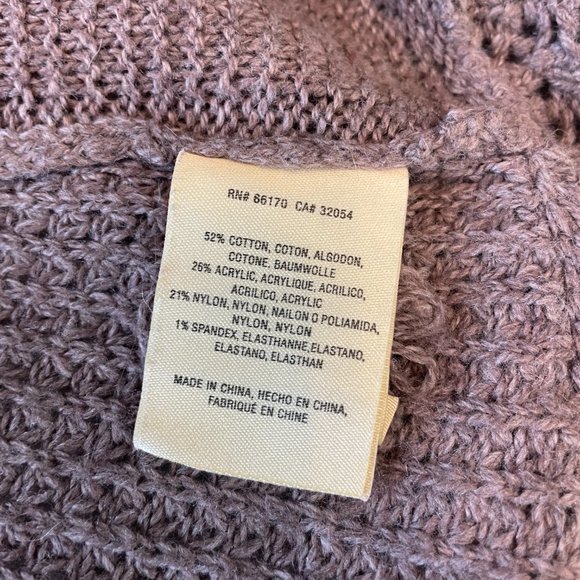 RN# 66170 CA# 32054
52% COTTON, COTON, ALGODON,
COTONE, BAUMWOLLE
26% ACRYLIC, ACRYLIQUE, ACRILICO,
ACRILICO, ACRYLIC
21% NYLON, NYLON, NAILON O POLIAMIDA,
NYLON, NYLON
1% SPANDEX, ELASTHANNE,ELASTANO,
ELASTANO, ELASTHAN
MADE IN CHINA, HECHO EN CHINA,
FABRIQUÉ EN CHINE